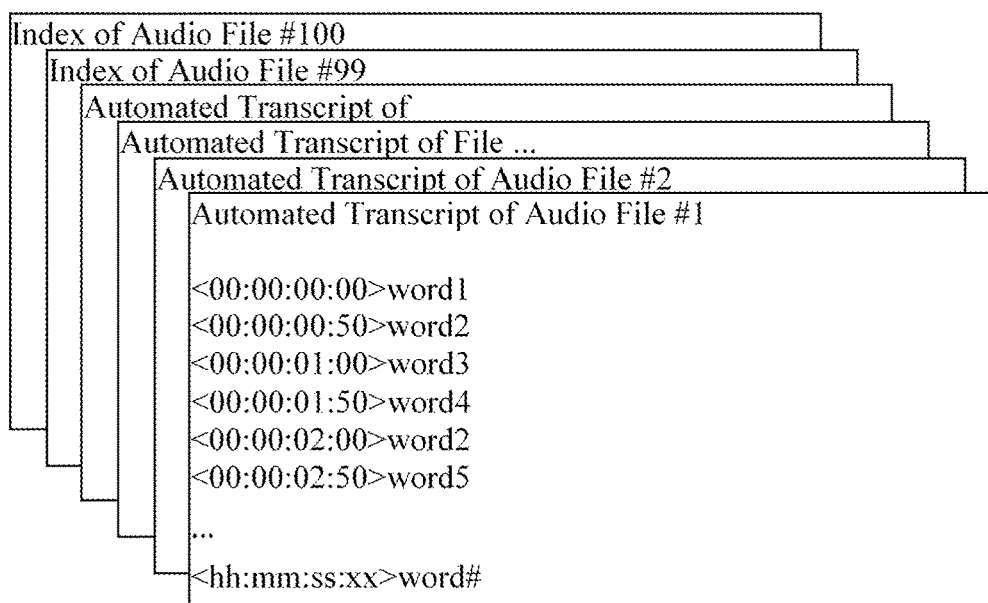 Index of Audio File #100
Index of Audio File #99
Automated Transcript of
Automated Transcript of File ...
Automated Transcript of Audio File #2
Automated Transcript of Audio File #1
<00:00:00:00>word1
<00:00:00:50>word2
<00:00:01:00>word3
<00:00:01:50>word4
<00:00:02:00>word2
<00:00:02:50>word5
...
<hh:mm:ss:xx>word#